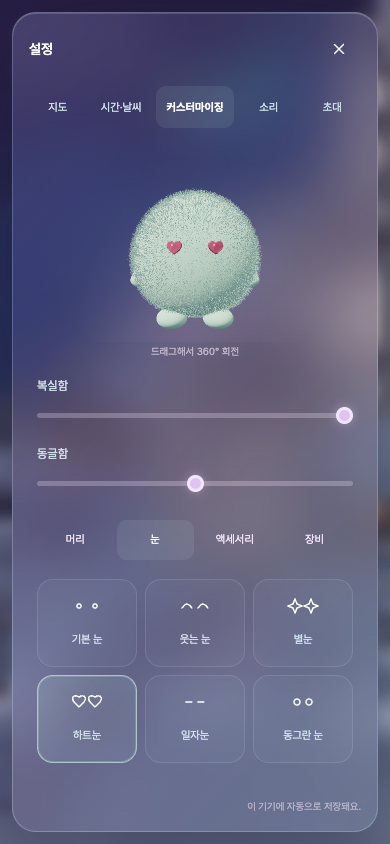 설정
지도
시간·날씨
커스터마이징
소리
초대
드래그해서 360° 회전
복실함
동글함
머리
눈
액세서리
장비
기본 눈
웃는 눈
별눈
하트눈
일자눈
동그란 눈
이 기기에 자동으로 저장돼요.